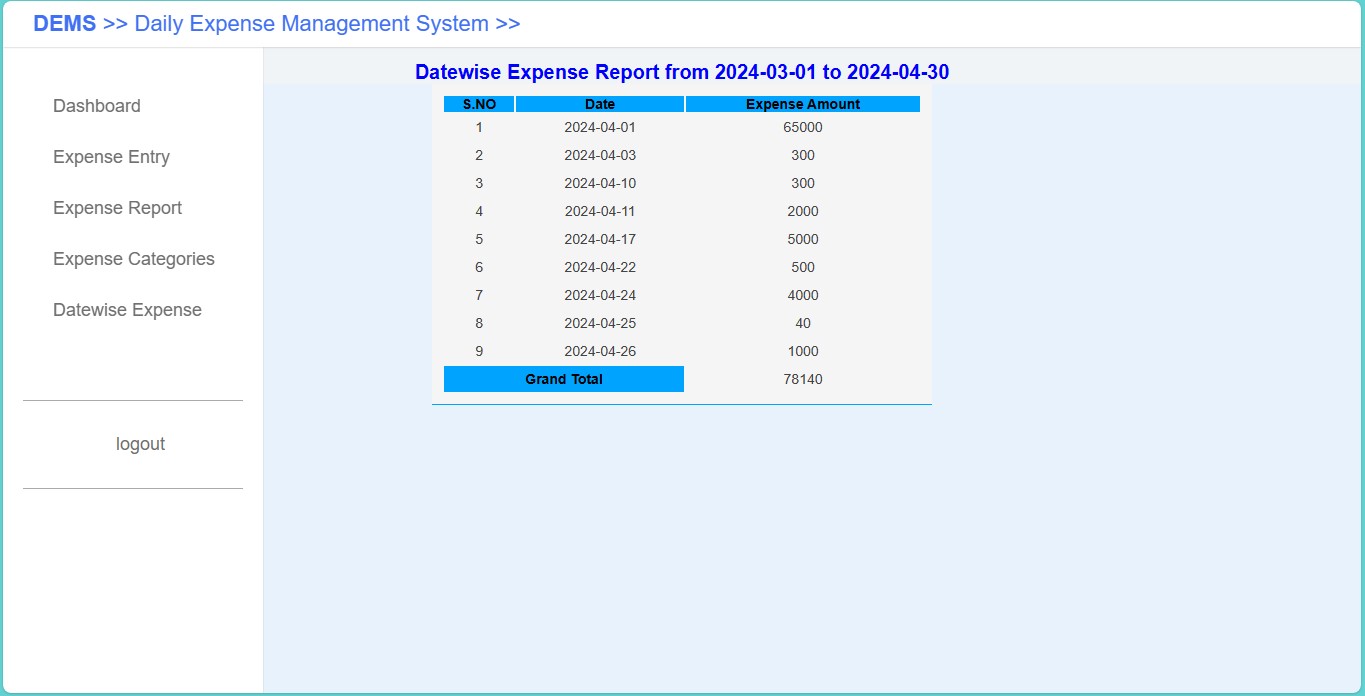 DEMS >> Daily Expense Management System >>
Dashboard
Expense Entry
Expense Report
Expense Categories
Datewise Expense
logout
Datewise Expense Report from 2024-03-01 to 2024-04-30
S.NO Date Expense Amount
1 2024-04-01 65000
2 2024-04-03 300
3 2024-04-10 300
4 2024-04-11 2000
5 2024-04-17 5000
6 2024-04-22 500
7 2024-04-24 4000
8 2024-04-25 40
9 2024-04-26 1000
Grand Total 78140